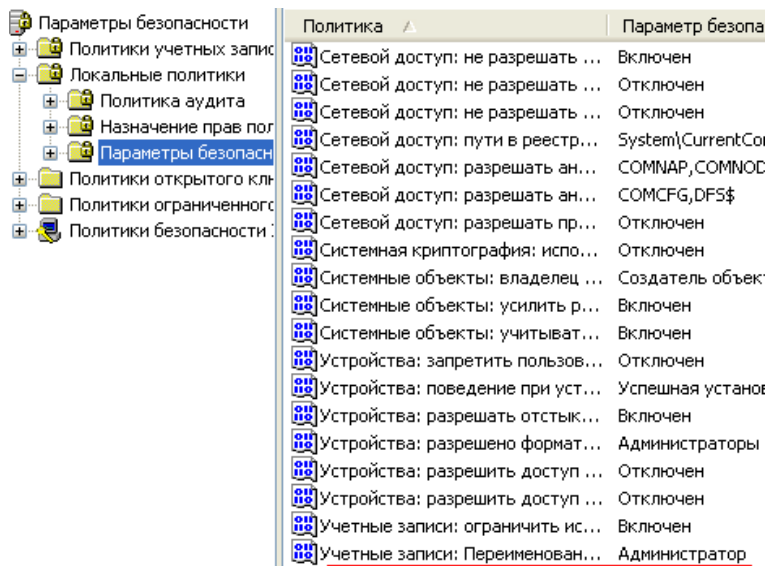 Параметры безопасности
Политики учетных запис
Локальные политики
Политика аудита
Назначение прав пол
Параметры безопасн
Политики открытого клн
Политики ограниченного
Политики безопасности
Политика Параметр безопа
Сетевой доступ: не разрешать ... Включен
Сетевой доступ: не разрешать ... Отключен
Сетевой доступ: не разрешать ... Отключен
Сетевой доступ: пути в реестр... System\CurrentCor
Сетевой доступ: разрешать ан... COMNAP,COMNOD
Сетевой доступ: разрешать ан... COMCFG,DFS$
Сетевой доступ: разрешать пр... Отключен
Системная криптография: испо... Отключен
Системные объекты: владелец ... Создатель объект
Системные объекты: усилить р... Включен
Системные объекты: учитыват... Включен
Устройства: запретить пользов... Отключен
Устройства: поведение при уст... Успешная установ
Устройства: разрешать отстык... Включен
Устройства: разрешено формат... Администраторы
Устройства: разрешить доступ ... Отключен
Устройства: разрешить доступ ... Отключен
Учетные записи: ограничить ис... Включен
Учетные записи: Переименован... Администратор